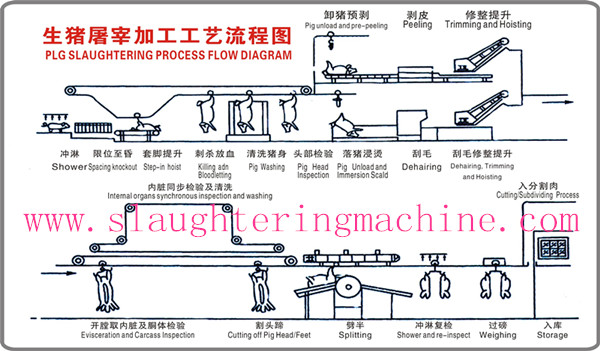 生猪屠宰加工工艺流程图
PLG SLAUGHTERING PROCESS FLOW DIAGRAM
卸猪预剥
Pig unload and pre-peeling
剥皮
Peeling
修整提升
Trimming and Hoisting
冲淋
Shower
限位至昏
Spacing knockout
套脚提升
Step-in hoist
刺杀放血
Killing adn
Bloodletting
清洗猪身
Pig Washing
头部检验
Pig Head
Inspection
落猪浸烫
Pig Unload and
Immersion Scald
刮毛
Dehairing
刮毛修整提升
Dehairing, Trimming
and Hoisting
内脏同步检验及清洗
Internal organs synchronous inspection and washing
入分割肉
Cutting/Subdividing Process
www.slaughteringmachine.com
开膛取内脏及胴体检验
Evisceration and Carcass Inspection
割头蹄
Cutting off Pig Head/Feet
劈半
Splitting
冲淋复检
Shower and re-inspect
过磅
Weighing
入库
Storage